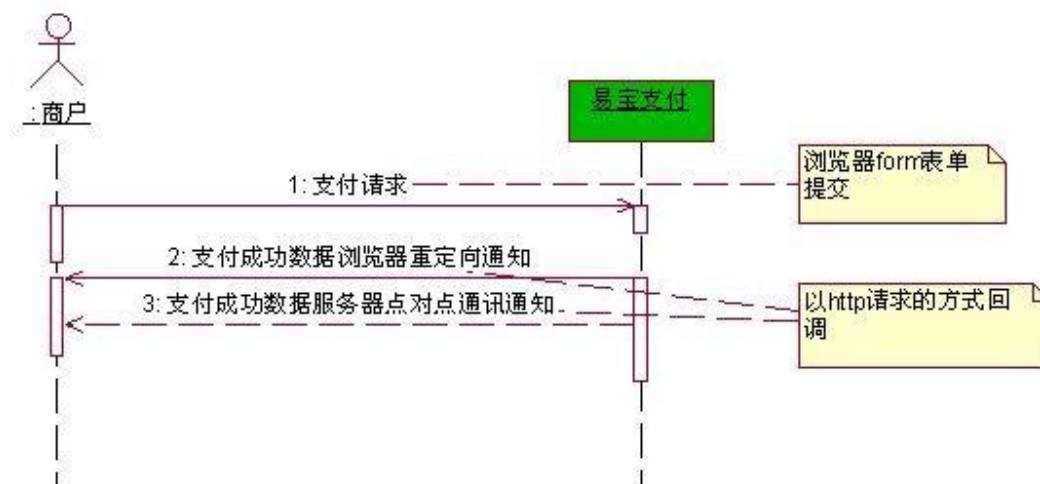 :商户
易宝支付
浏览器form表单
提交
1: 支付请求
2: 支付成功数据浏览器重定向通知
3: 支付成功数据服务器点对点通讯通知
以http请求的方式回
调